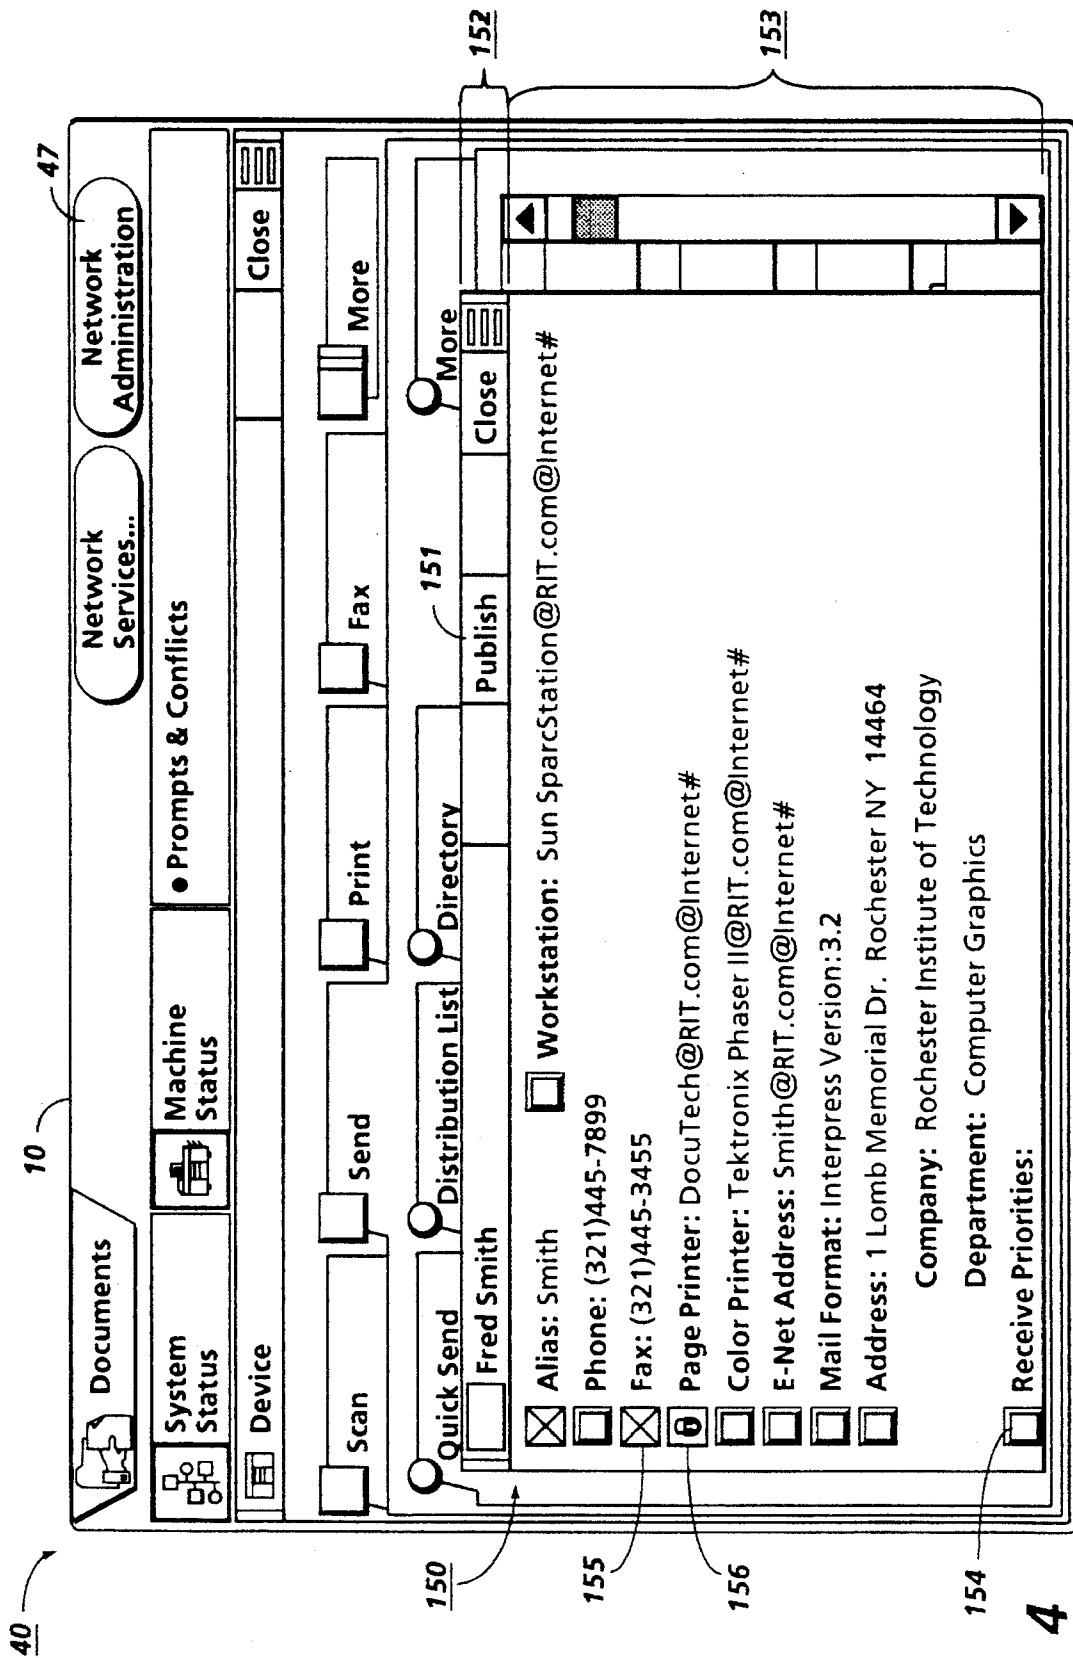 40
10
47
Documents
Network
Services...
Network
Administration
System
Status
Machine
Status
● Prompts & Conflicts
Device
Close
Scan
Send
Print
Fax
More
Quick Send
Distribution List
Directory
More
151
152
Fred Smith
Publish
Close
150
153
Alias: Smith
Workstation: Sun SparcStation@RIT.com@Internet#
Phone: (321)445-7899
155
Fax: (321)445-3455
156
Page Printer: DocuTech@RIT.com@Internet#
Color Printer: Tektronix Phaser II@RIT.com@Internet#
E-Net Address: Smith@RIT.com@Internet#
Mail Format: Interpress Version:3.2
Address: 1 Lomb Memorial Dr. Rochester NY 14464
Company: Rochester Institute of Technology
Department: Computer Graphics
154
Receive Priorities:
4